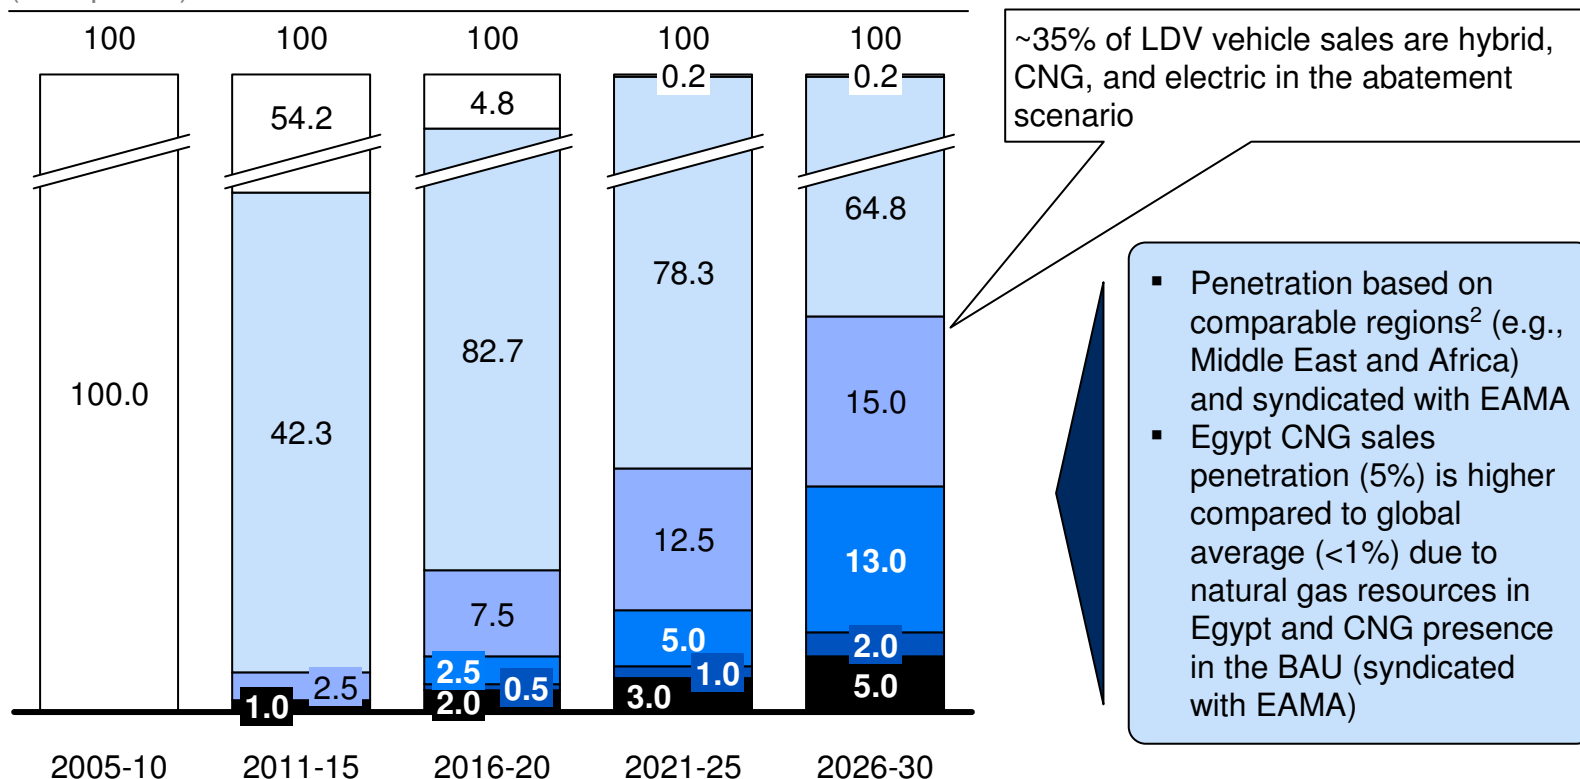 100 100 100 100 100
0.2 0.2
54.2 4.8
64.8
78.3
82.7
100.0
42.3
15.0
12.5
13.0
7.5
5.0
2.5 2.5 1.0 2.0
1.0 2.0 0.5 3.0 5.0
2005-10 2011-15 2016-20 2021-25 2026-30
~35% of LDV vehicle sales are hybrid,
CNG, and electric in the abatement
scenario
▪ Penetration based on
comparable regions² (e.g.,
Middle East and Africa)
and syndicated with EAMA
▪ Egypt CNG sales
penetration (5%) is higher
compared to global
average (<1%) due to
natural gas resources in
Egypt and CNG presence
in the BAU (syndicated
with EAMA)